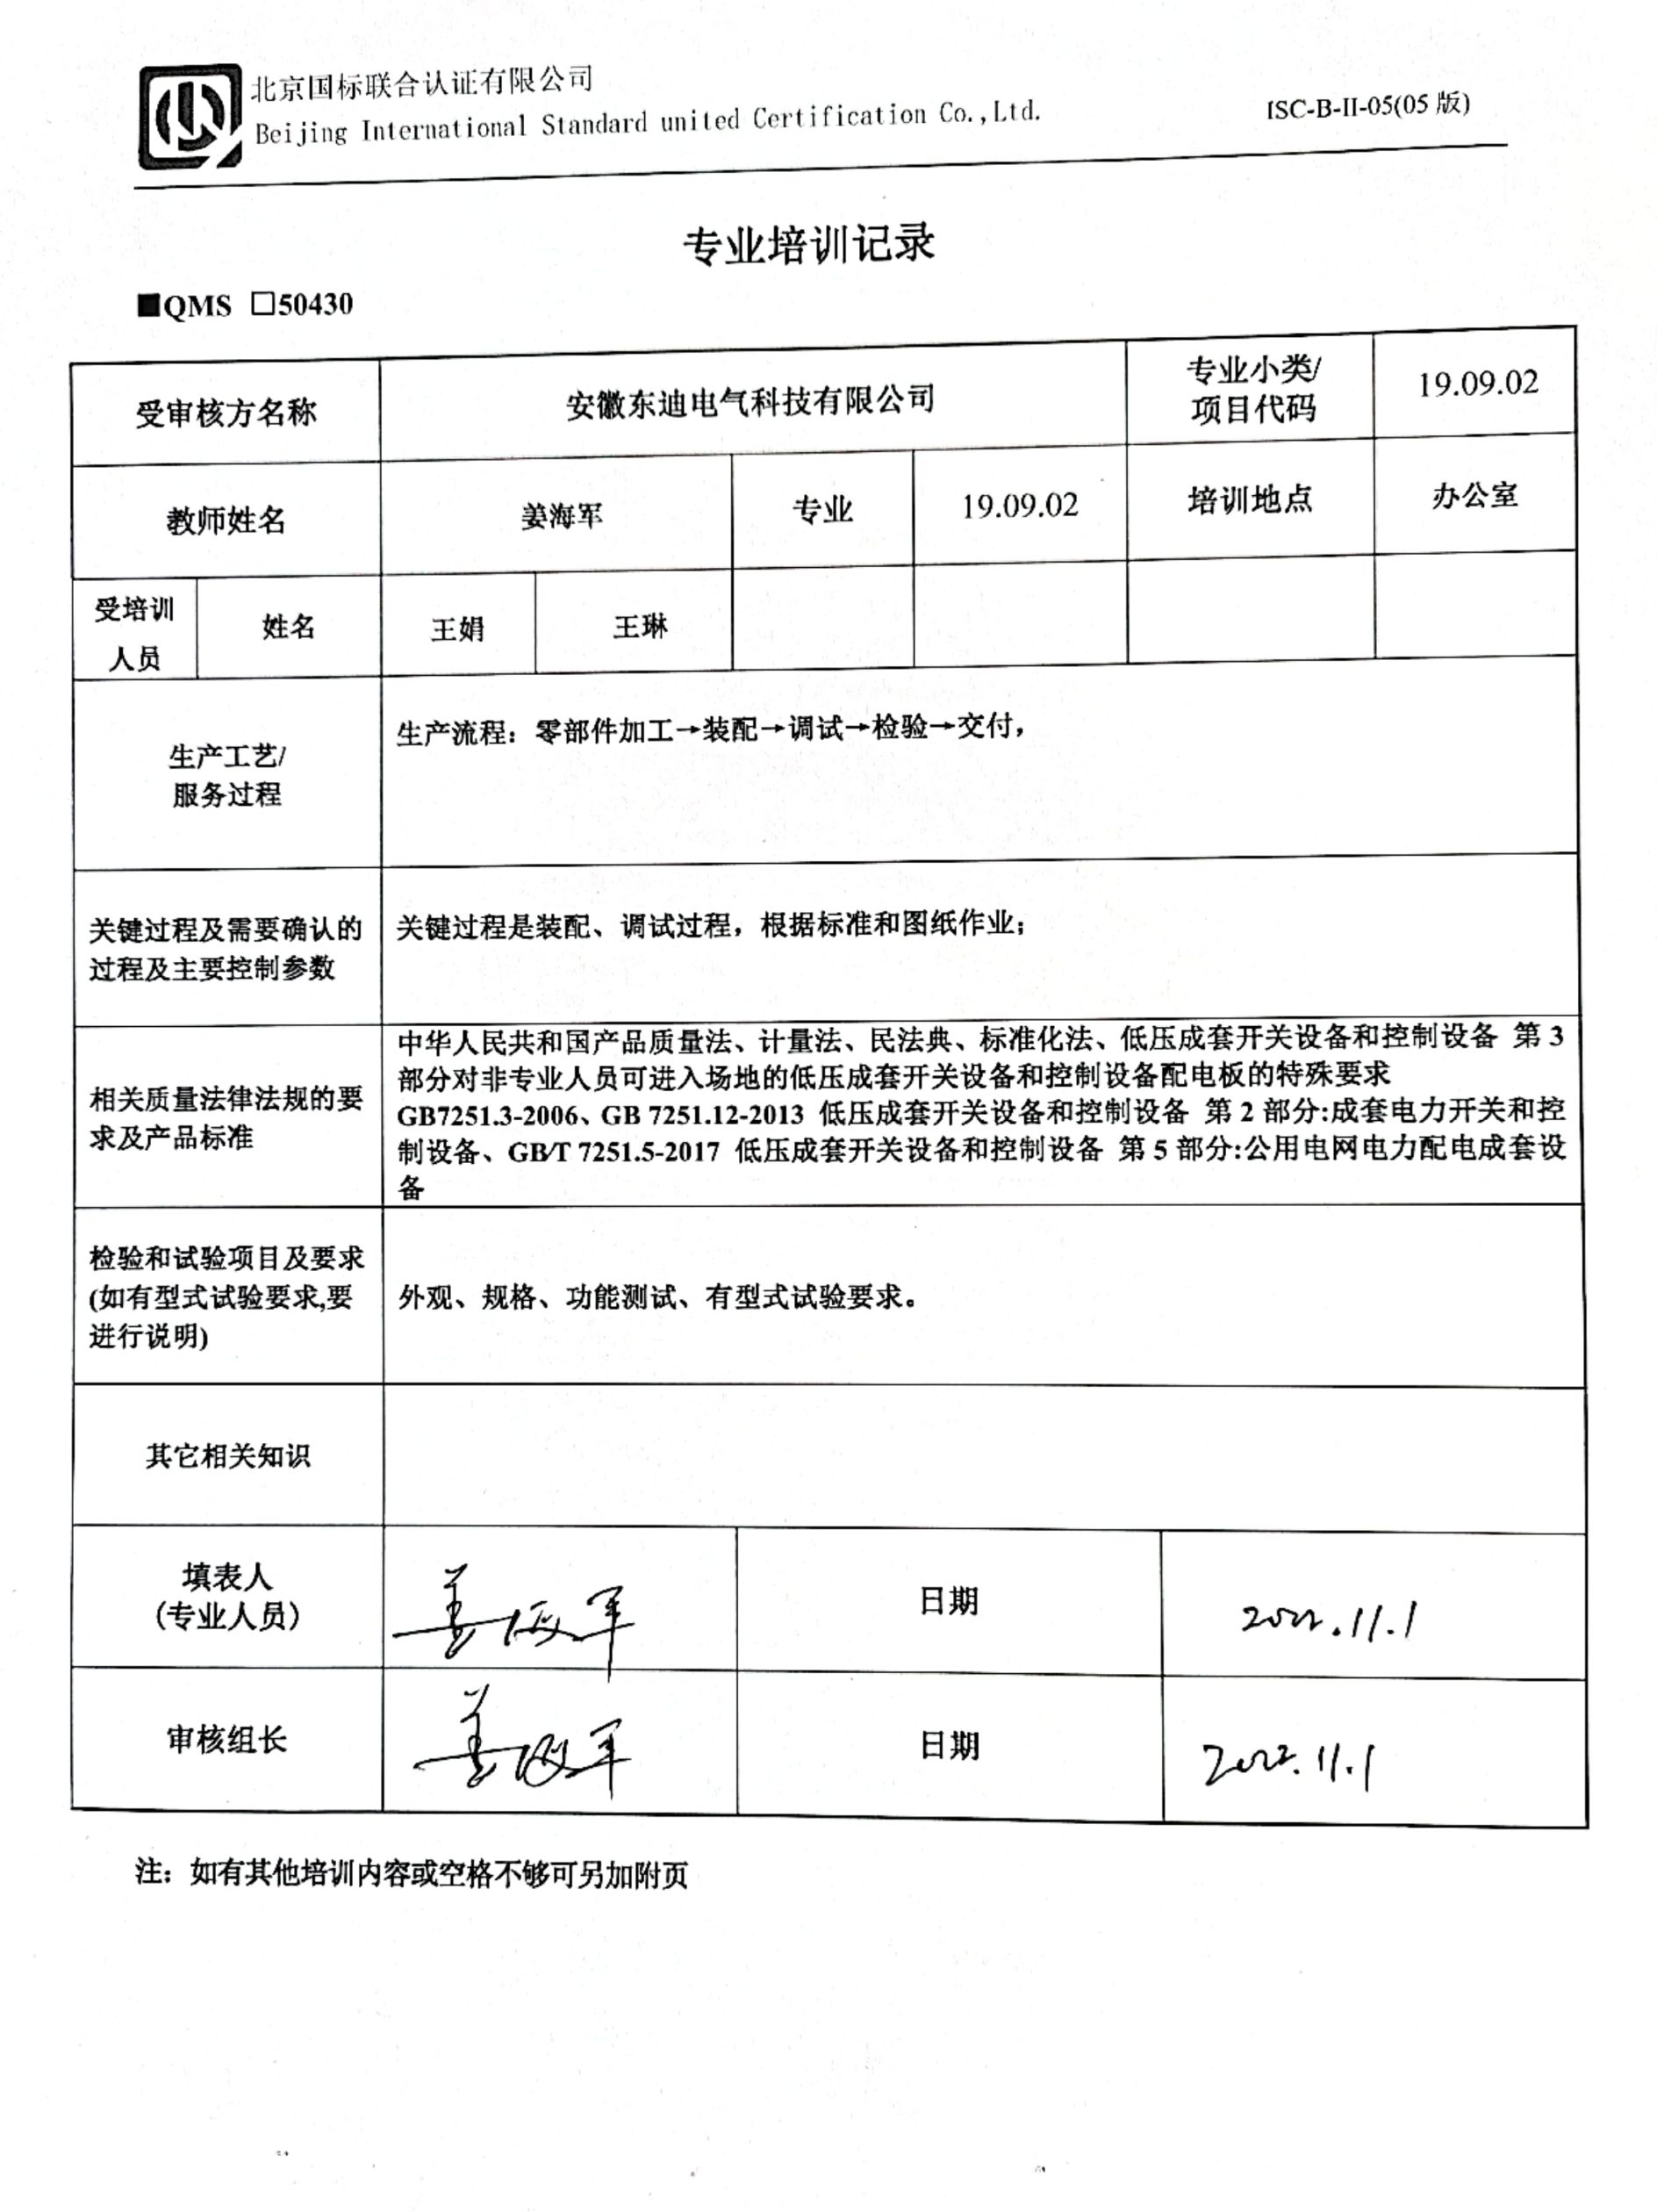 北京国标联合认证有限公司
Beijing International Standard united Certification Co.,Ltd.
ISC-B-II-05(05 版)
专业培训记录
■QMS □50430
受审核方名称
安徽东迪电气科技有限公司
专业小类/
项目代码
19.09.02
教师姓名
姜海军
专业
19.09.02
培训地点
办公室
受培训
人员
姓名
王娟
王琳
生产工艺/
服务过程
生产流程：零部件加工→装配→调试→检验→交付，
关键过程及需要确认的
过程及主要控制参数
关键过程是装配、调试过程，根据标准和图纸作业；
相关质量法律法规的要
求及产品标准
中华人民共和国产品质量法、计量法、民法典、标准化法、低压成套开关设备和控制设备 第 3
部分对非专业人员可进入场地的低压成套开关设备和控制设备配电板的特殊要求
GB7251.3-2006、GB 7251.12-2013 低压成套开关设备和控制设备 第 2 部分:成套电力开关和控
制设备、GB/T 7251.5-2017 低压成套开关设备和控制设备 第 5 部分:公用电网电力配电成套设
备
检验和试验项目及要求
(如有型式试验要求,要
进行说明)
外观、规格、功能测试、有型式试验要求。
其它相关知识
填表人
（专业人员）
姜海军
日期
2022.11.1
审核组长
姜海军
日期
2022.11.1
注：如有其他培训内容或空格不够可另加附页